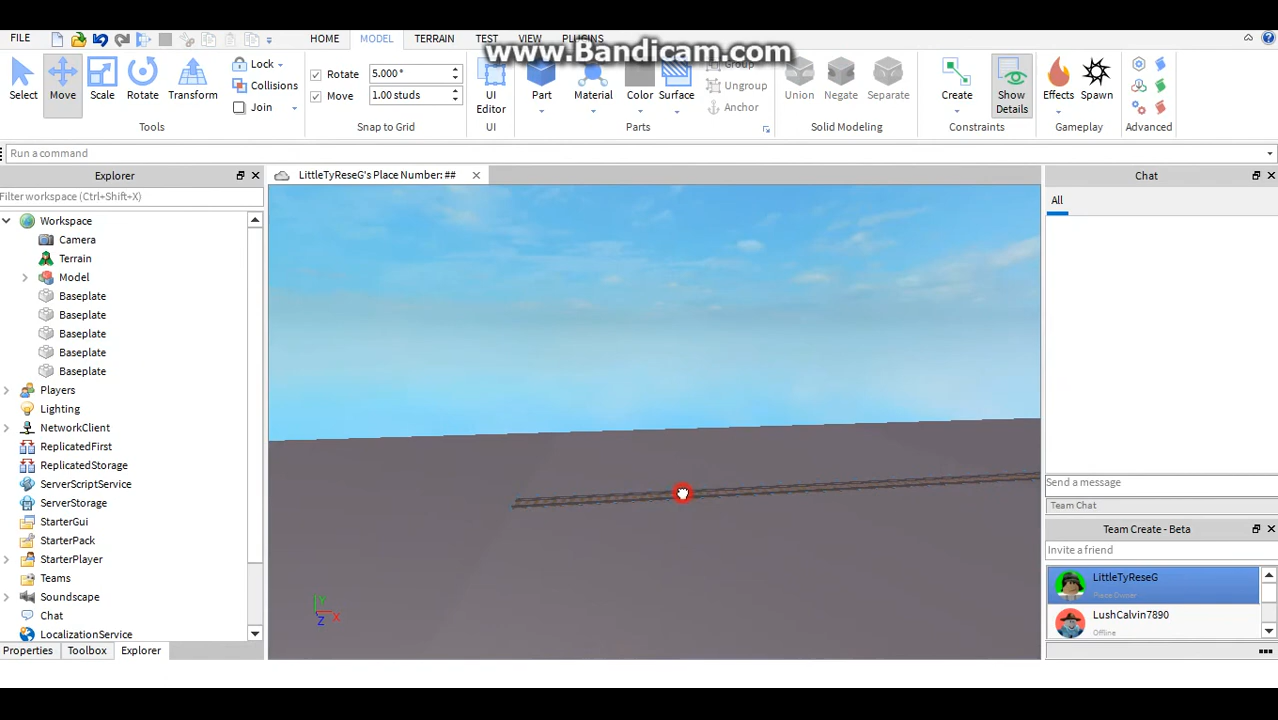 FILE
HOME MODEL TERRAIN TEST VIEW PLUGINS
www.Bandicam.com
Select Move Scale Rotate Transform
Lock
Collisions
Join
Tools
Rotate 5.000 °
Move 1.00 studs
Snap to Grid
UI Editor
UI
Part Material Color Surface
Group
Ungroup
Anchor
Parts
Union Negate Separate
Solid Modeling
Create Show Details
Constraints
Effects Spawn
Gameplay
Advanced
Run a command
Explorer
LittleTyReseG's Place Number: ##
Chat
Filter workspace (Ctrl+Shift+X)
All
Workspace
Camera
Terrain
Model
Baseplate
Baseplate
Baseplate
Baseplate
Baseplate
Players
Lighting
NetworkClient
ReplicatedFirst
ReplicatedStorage
ServerScriptService
ServerStorage
StarterGui
StarterPack
StarterPlayer
Teams
Soundscape
Chat
LocalizationService
Properties Toolbox Explorer
Y
X
Z
Send a message
Team Chat
Team Create - Beta
Invite a friend
LittleTyReseG
Place Owner
LushCalvin7890
Offline